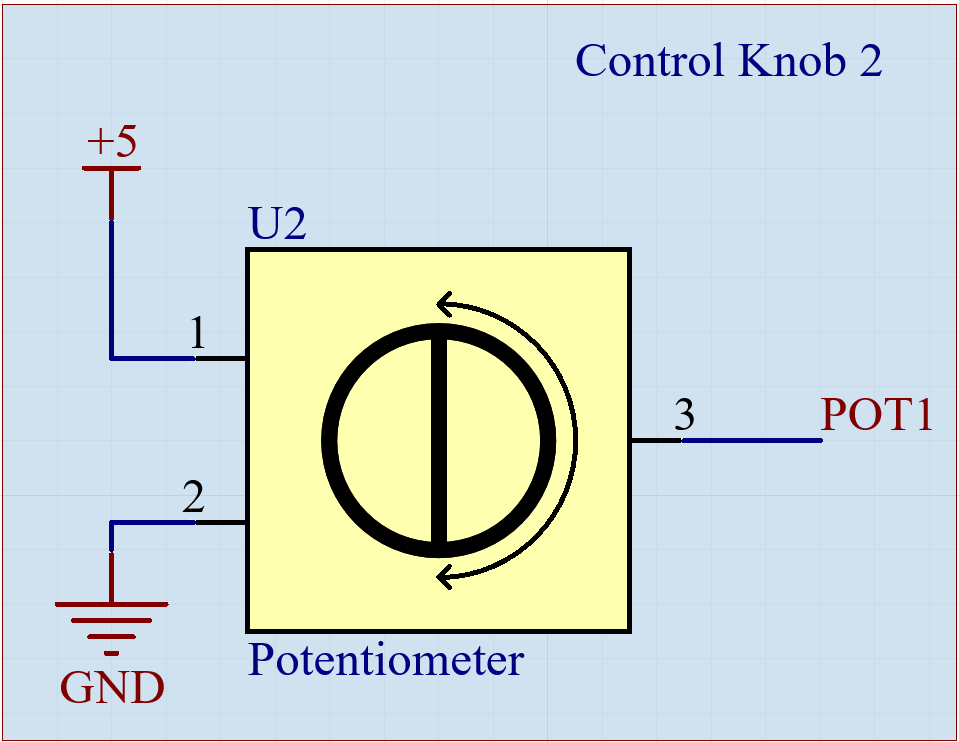 Control Knob 2
+5
U2
1
3
POT1
2
Potentiometer
GND